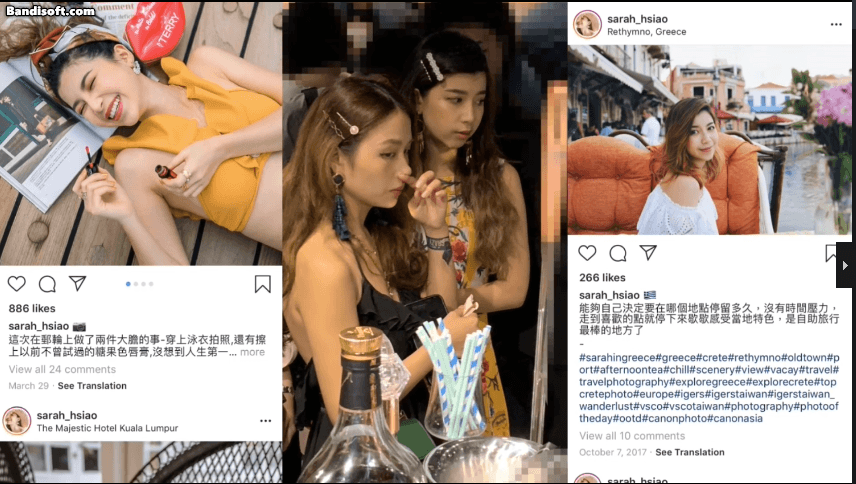 Bandisoft.com
Comment
TERRY
886 likes
sarah_hsiao 📷
這次在郵輪上做了兩件大膽的事-穿上泳衣拍照,還有擦
上以前不曾試過的糖果色唇膏,沒想到人生第一... more
View all 24 comments
March 29 · See Translation
sarah_hsiao
The Majestic Hotel Kuala Lumpur
sarah_hsiao
Rethymno, Greece
266 likes
sarah_hsiao 🇬🇷
能夠自己決定要在哪個地點停留多久，沒有時間壓力，
走到喜歡的點就停下來歇歇感受當地特色，是自助旅行
最棒的地方了
-
#sarahingreece#greece#crete#rethymno#oldtown#p
ort#afternoontea#chill#scenery#view#vacay#travel#
travelphotography#exploregreece#explorecrete#top
cretephoto#europe#igers#igerstaiwan#igerstaiwan_
wanderlust#vsco#vscotaiwan#photography#photoof
theday#ootd#canonphoto#canonasia
View all 10 comments
October 7, 2017 · See Translation
sarah_hsiao